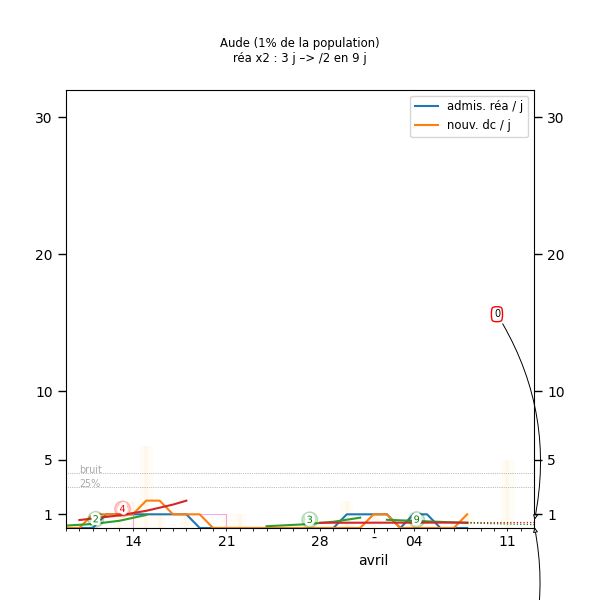 Aude (1% de la population)
réa x2 : 3 j –> /2 en 9 j
admis. réa / j
nouv. dc / j
30 30
20 20
0
10 10
5 5
bruit
25%
4
1 1
2 3 9
14 21 28 - 04 11
avril